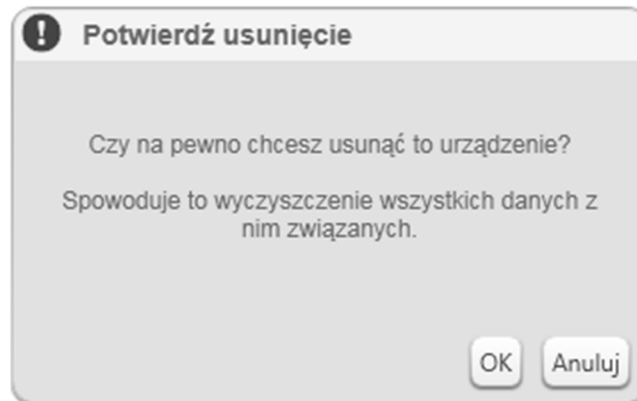 Potwierdź usunięcie
Czy na pewno chcesz usunąć to urządzenie?
Spowoduje to wyczyszczenie wszystkich danych z
nim związanych.
OK Anuluj